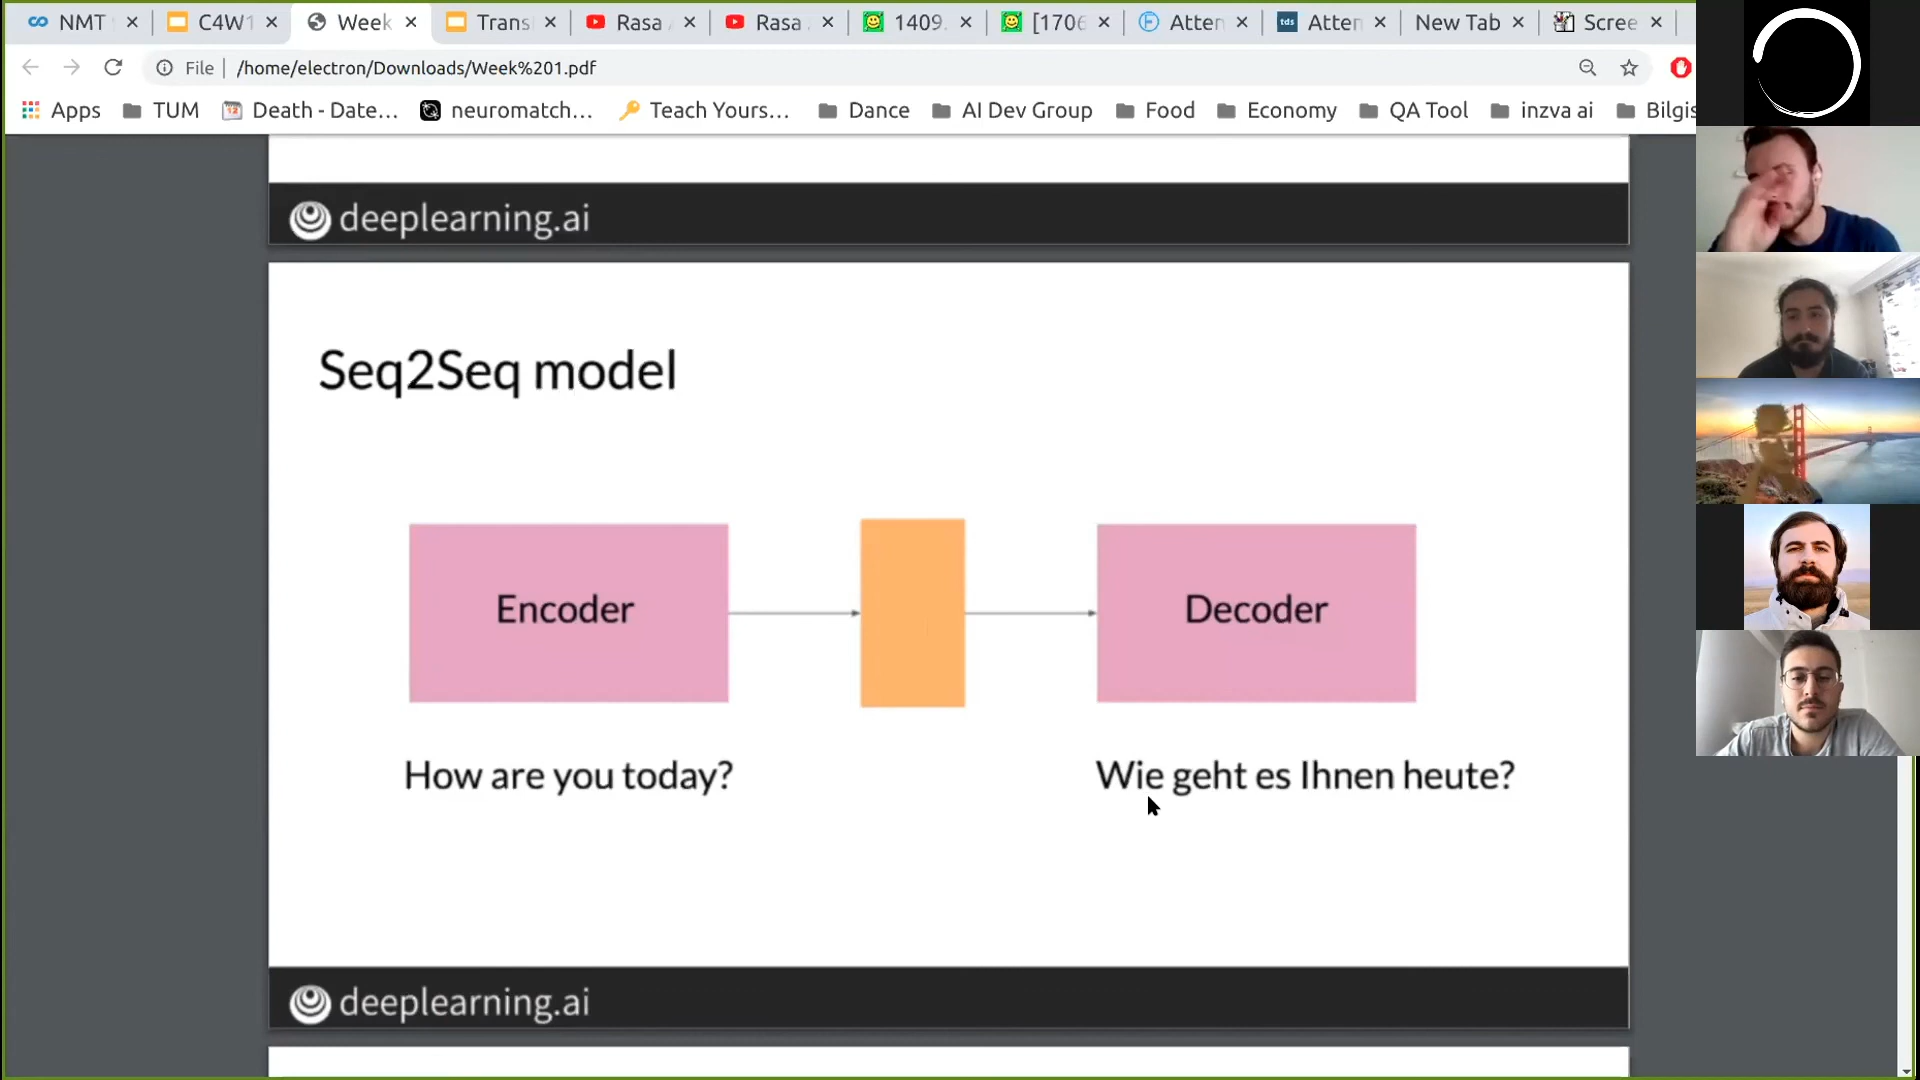 NMT
C4W1
Week
Trans
Rasa
Rasa
1409.
[1706
Atten
Atten
New Tab
Scree
File
/home/electron/Downloads/Week%201.pdf
Apps
TUM
Death - Date...
neuromatch...
Teach Yours...
Dance
AI Dev Group
Food
Economy
QA Tool
inzva ai
Bilgis
deeplearning.ai
Seq2Seq model
Encoder
Decoder
How are you today?
Wie geht es Ihnen heute?
deeplearning.ai